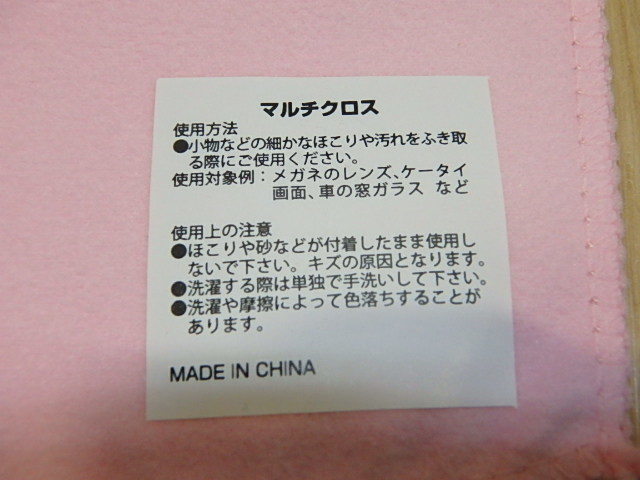 マルチクロス
使用方法
●小物などの細かなほこりや汚れをふき取
る際にご使用ください。
使用対象例：メガネのレンズ、ケータイ
画面、車の窓ガラス など
使用上の注意
●ほこりや砂などが付着したまま使用し
ないで下さい。キズの原因となります。
●洗濯する際は単独で手洗いして下さい。
●洗濯や摩擦によって色落ちすることが
あります。
MADE IN CHINA